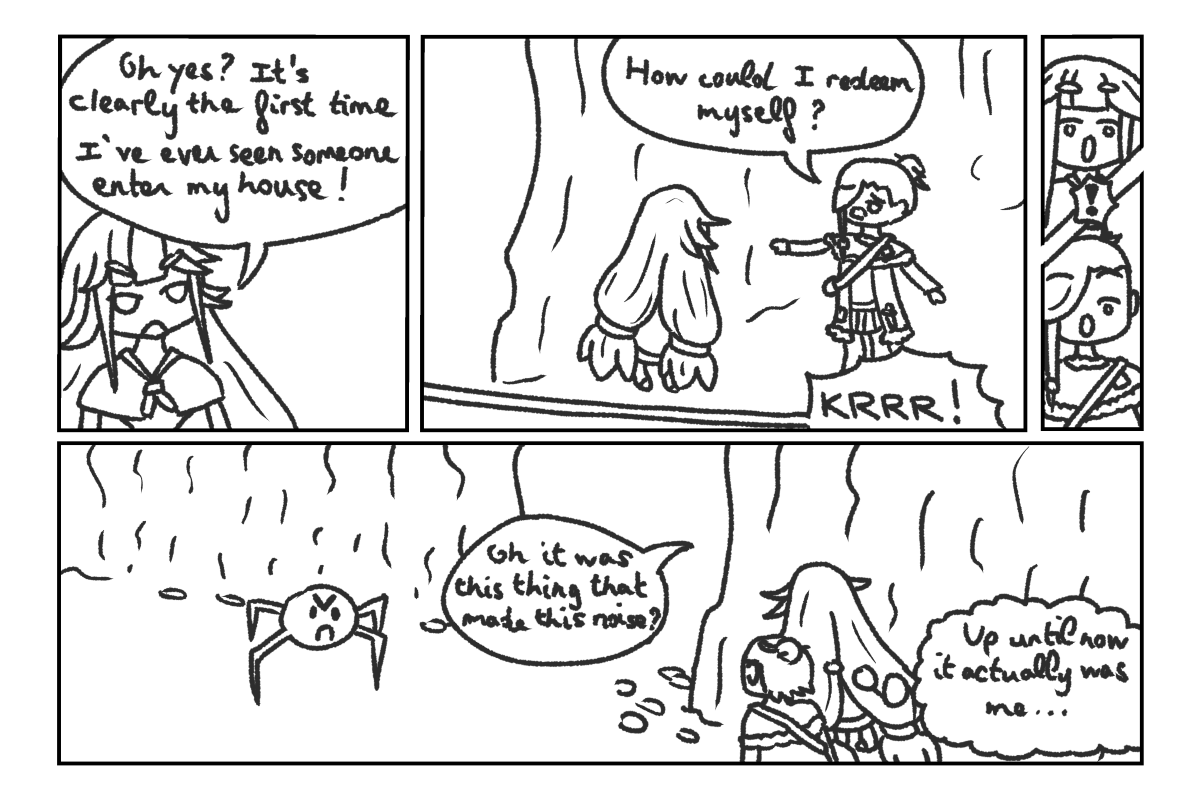 Oh yes? It's
clearly the first time
I've ever seen someone
enter my house!
How could I redeem
myself?
KRRR!
!
Oh it was
this thing that
made this noise?
Up until now
it actually was
me...